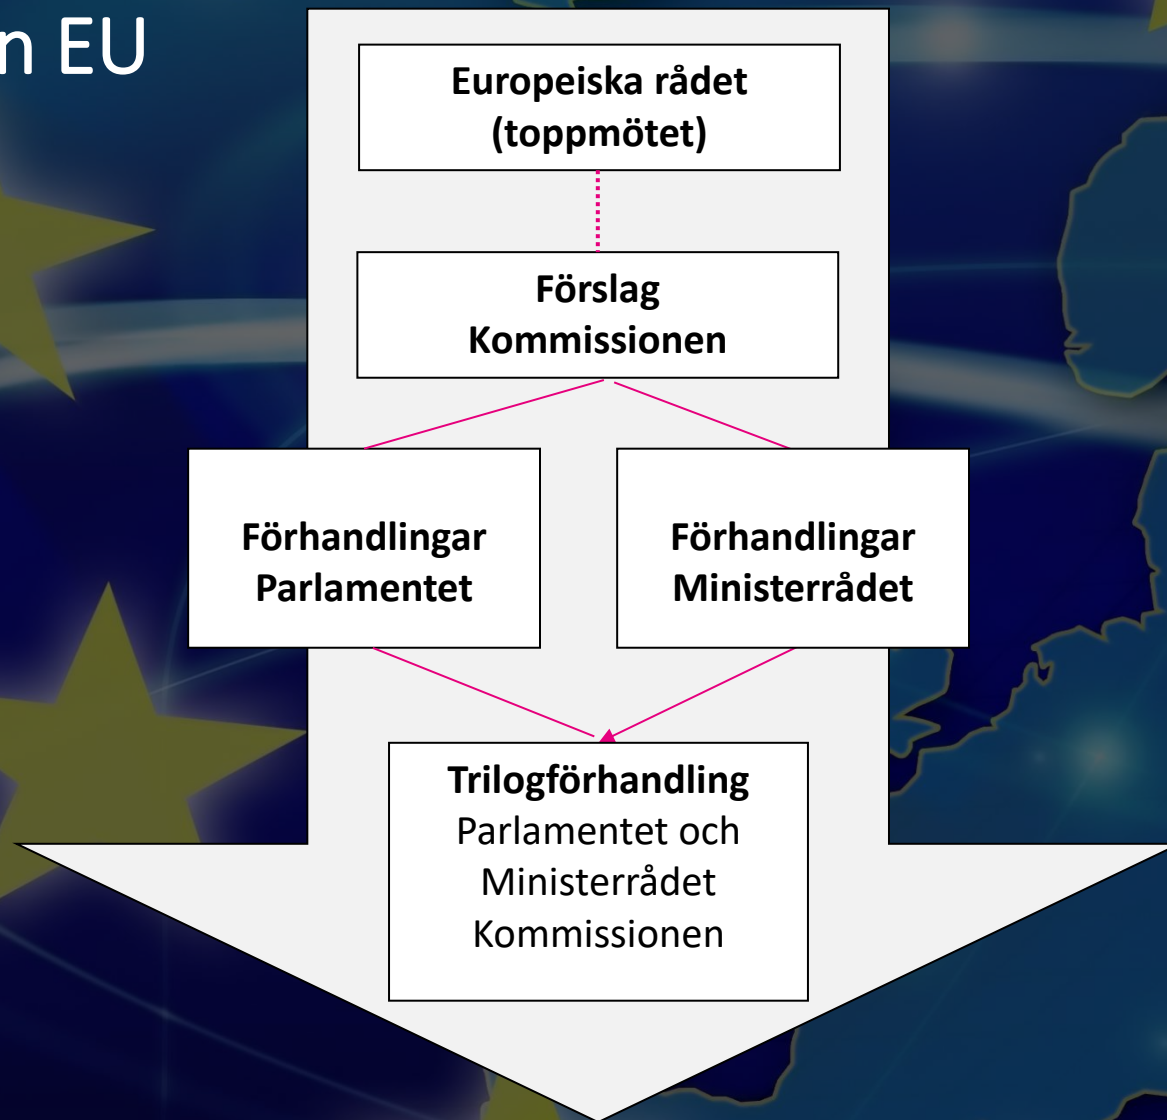 n EU
Europeiska rådet
(toppmötet)
Förslag
Kommissionen
Förhandlingar
Parlamentet
Förhandlingar
Ministerrådet
Trilogförhandling
Parlamentet och
Ministerrådet
Kommissionen